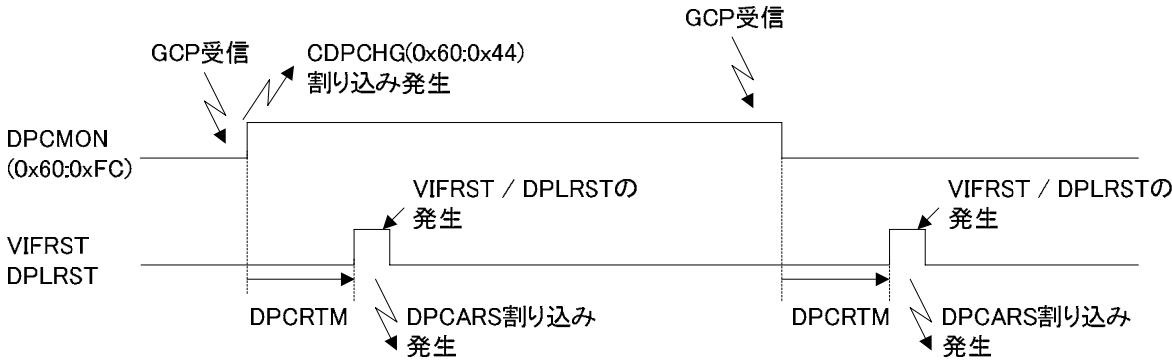 GCP受信
GCP受信
CDPCHG(0x60:0x44)
割り込み発生
DPCMON
(0x60:0xFC)
VIFRST / DPLRSTの
発生
VIFRST / DPLRSTの
発生
VIFRST
DPLRST
DPCRTM
DPCARS割り込み
発生
DPCRTM
DPCARS割り込み
発生